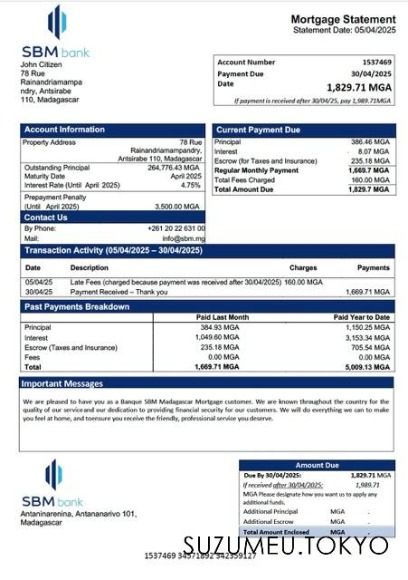 Mortgage Statement
Statement Date: 05/04/2025
SBM bank
John Citizen
78 Rue
Rainandriamampa
ndry, Antsirabe
110, Madagascar
Account Number 1537469
Payment Due 30/04/2025
Date
1,829.71 MGA
If payment is received after 30/04/25, pay 1,989.71MGA
Account Information
Property Address 78 Rue
Rainandriamampandry,
Antsirabe 110, Madagascar
Outstanding Principal 264,776.43 MGA
Maturity Date April 2025
Interest Rate (Until April 2025) 4.75%
Prepayment Penalty
(Until April 2025) 3,500.00 MGA
Contact Us
By Phone: +261 20 22 631 00
Mail: info@sbm.mg
Current Payment Due
Principal 386.46 MGA
Interest 8.07 MGA
Escrow (for Taxes and Insurance) 235.18 MGA
Regular Monthly Payment 1,669.7 MGA
Total Fees Charged 160.00 MGA
Total Amount Due 1,829.7 MGA
Transaction Activity (05/04/2025 – 30/04/2025)
Date Description Charges Payments
05/04/25 Late Fees (charged because payment was received after 30/04/2025) 160.00 MGA
30/04/25 Payment Received – Thank you 1,669.71 MGA
Past Payments Breakdown
Paid Last Month Paid Year to Date
Principal 384.93 MGA 1,150.25 MGA
Interest 1,049.60 MGA 3,153.34 MGA
Escrow (Taxes and Insurance) 235.18 MGA 705.54 MGA
Fees 0.00 MGA 0.00 MGA
Total 1,669.71 MGA 5,009.13 MGA
Important Messages
We are pleased to have you as a Banque SBM Madagascar Mortgage customer. We are known throughout the country for the
quality of our service and our dedication to providing financial security for our customers. We will do everything we can to make
you feel at home, and toensure you receive the friendly, professional service you deserve.
SBM bank
Antaninarenina, Antananarivo 101,
Madagascar
Amount Due
Due By 30/04/2025: 1,829.71 MGA
If received after 30/04/2025: 1,989.71
MGA Please designate how you want us to apply any
additional funds.
Additional Principal MGA .
Additional Escrow MGA .
Total Amount Enclosed MGA .
SUZUMEU.TOKYO
1537469 34571892 342359127